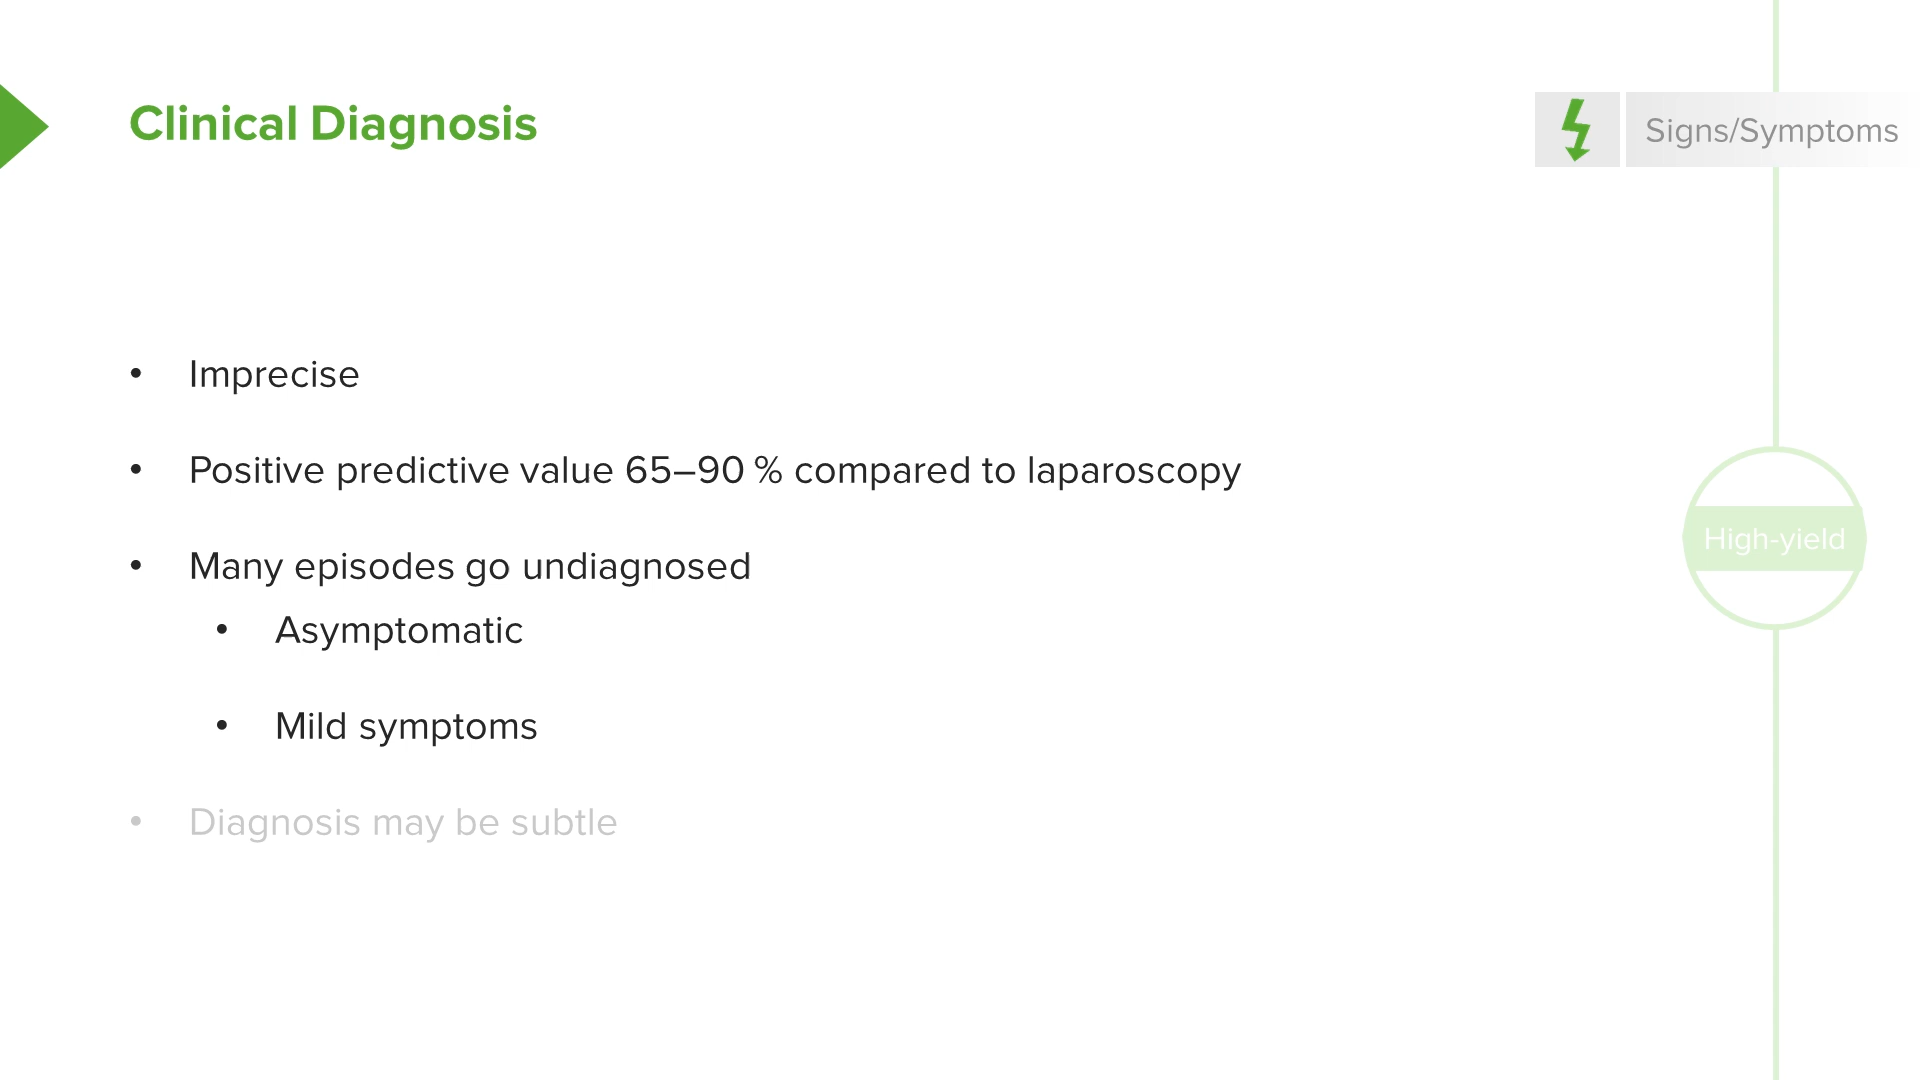 Clinical Diagnosis
Signs/Symptoms
• Imprecise
• Positive predictive value 65–90 % compared to laparoscopy
• Many episodes go undiagnosed
• Asymptomatic
• Mild symptoms
• Diagnosis may be subtle
High-yield